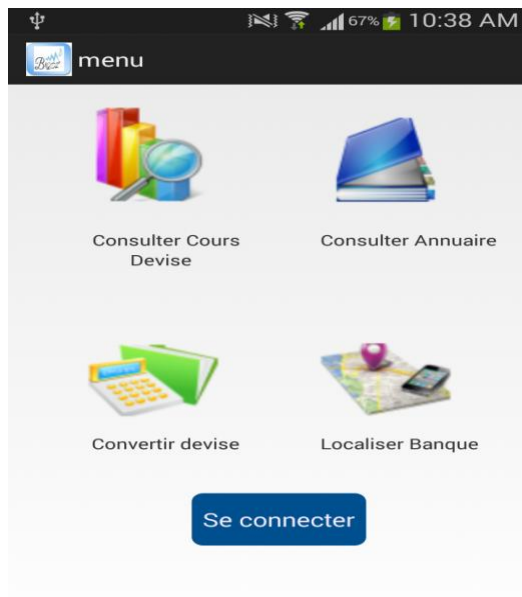 67% 10:38 AM
menu
Consulter Cours
Devise
Consulter Annuaire
Convertir devise
Localiser Banque
Se connecter